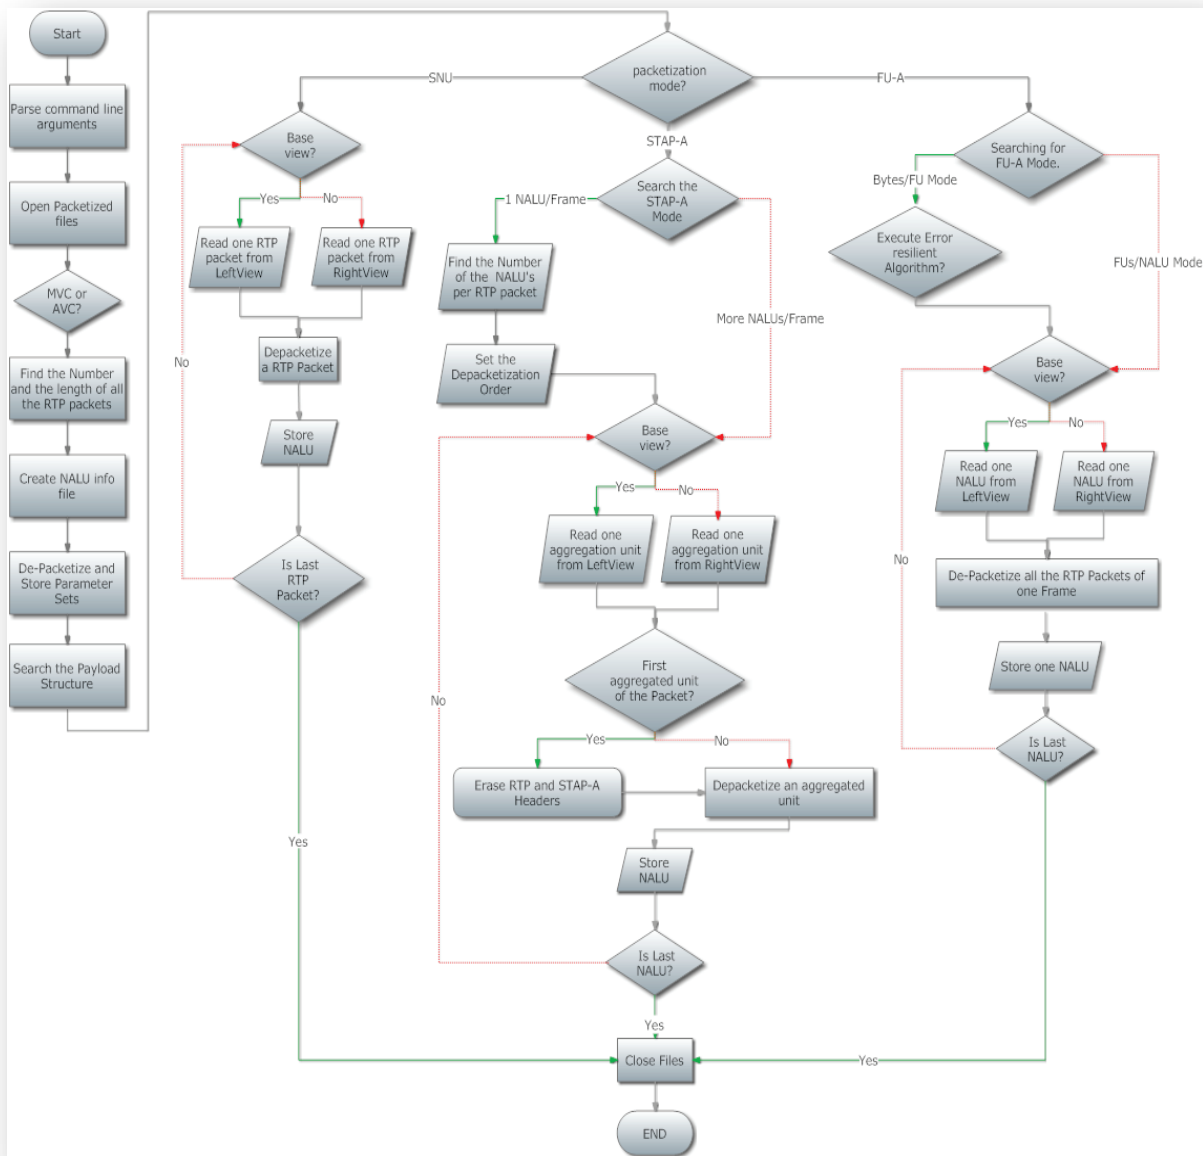 Start
Parse command line
arguments
Open Packetized
files
MVC or
AVC?
Find the Number
and the length of all
the RTP packets
Create NALU info
file
De-Packetize and
Store Parameter
Sets
Search the Payload
Structure
packetization
mode?
SNU
STAP-A
FU-A
Base
view?
Yes
No
Read one RTP
packet from
LeftView
Read one RTP
packet from
RightView
Depacketize
a RTP Packet
Store
NALU
Is Last
RTP
Packet?
No
Yes
Search the
STAP-A
Mode
1 NALU/Frame
More NALUs/Frame
Find the Number
of the NALU's
per RTP packet
Set the
Depacketization
Order
Base
view?
Yes
No
Read one
aggregation unit
from LeftView
Read one
aggregation unit
from RightView
First
aggregated unit
of the Packet?
Yes
No
Erase RTP and STAP-A
Headers
Depacketize an aggregated
unit
Store
NALU
Is Last
NALU?
No
Yes
Searching for
FU-A Mode.
Bytes/FU Mode
FUs/NALU Mode
Execute Error
resilient
Algorithm?
Base
view?
Yes
No
Read one
NALU from
LeftView
Read one
NALU from
RightView
De-Packetize all the RTP Packets of
one Frame
Store one NALU
Is Last
NALU?
No
Yes
Close Files
END